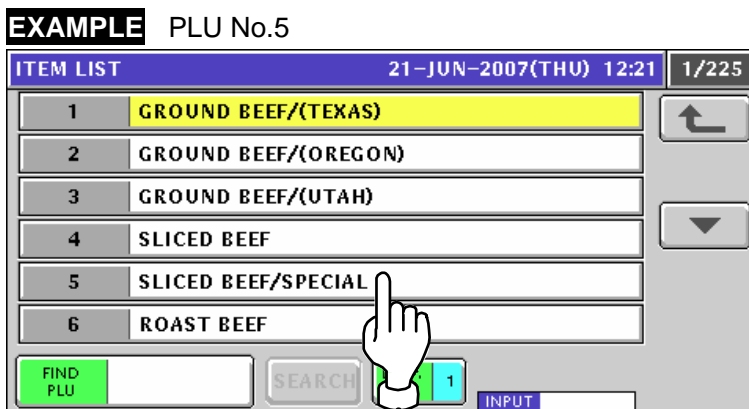 EXAMPLE PLU No.5
ITEM LIST 21-JUN-2007(THU) 12:21 1/225
1 GROUND BEEF/(TEXAS)
2 GROUND BEEF/(OREGON)
3 GROUND BEEF/(UTAH)
4 SLICED BEEF
5 SLICED BEEF/SPECIAL
6 ROAST BEEF
FIND
PLU
SEARCH
1
INPUT